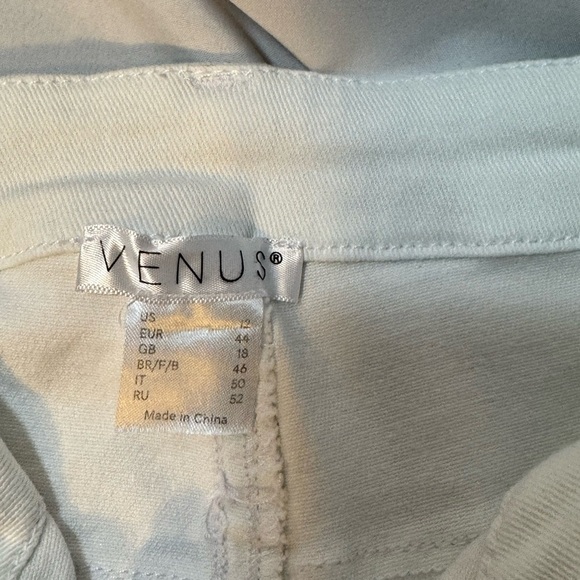 VENUS®
US 12
EUR 44
GB 18
BR/F/B 46
IT 50
RU 52
Made in China